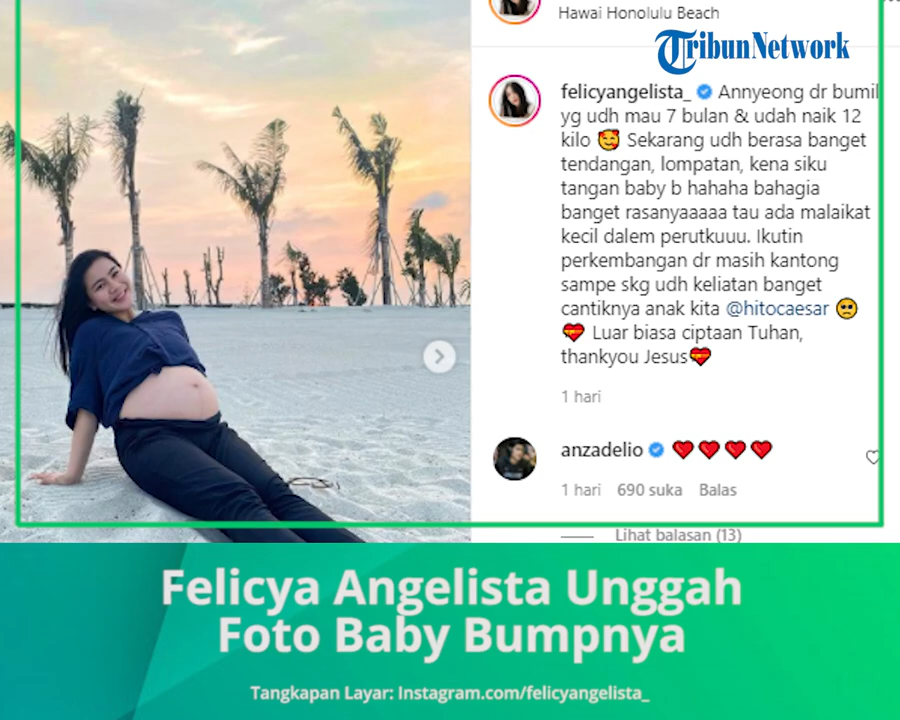 Hawai Honolulu Beach
TribunNetwork
felicyangelista_ Annyeong dr bumil
yg udh mau 7 bulan & udah naik 12
kilo 🥰 Sekarang udh berasa banget
tendangan, lompatan, kena siku
tangan baby b hahaha bahagia
banget rasanyaaaaa tau ada malaikat
kecil dalem perutkuuu. Ikutin
perkembangan dr masih kantong
sampe skg udh keliatan banget
cantiknya anak kita @hitocaesar 🥺
💝 Luar biasa ciptaan Tuhan,
thankyou Jesus💝
1 hari
anzadelio ❤️❤️❤️❤️
1 hari 690 suka Balas
Lihat balasan (13)
Felicya Angelista Unggah
Foto Baby Bumpnya
Tangkapan Layar: Instagram.com/felicyangelista_